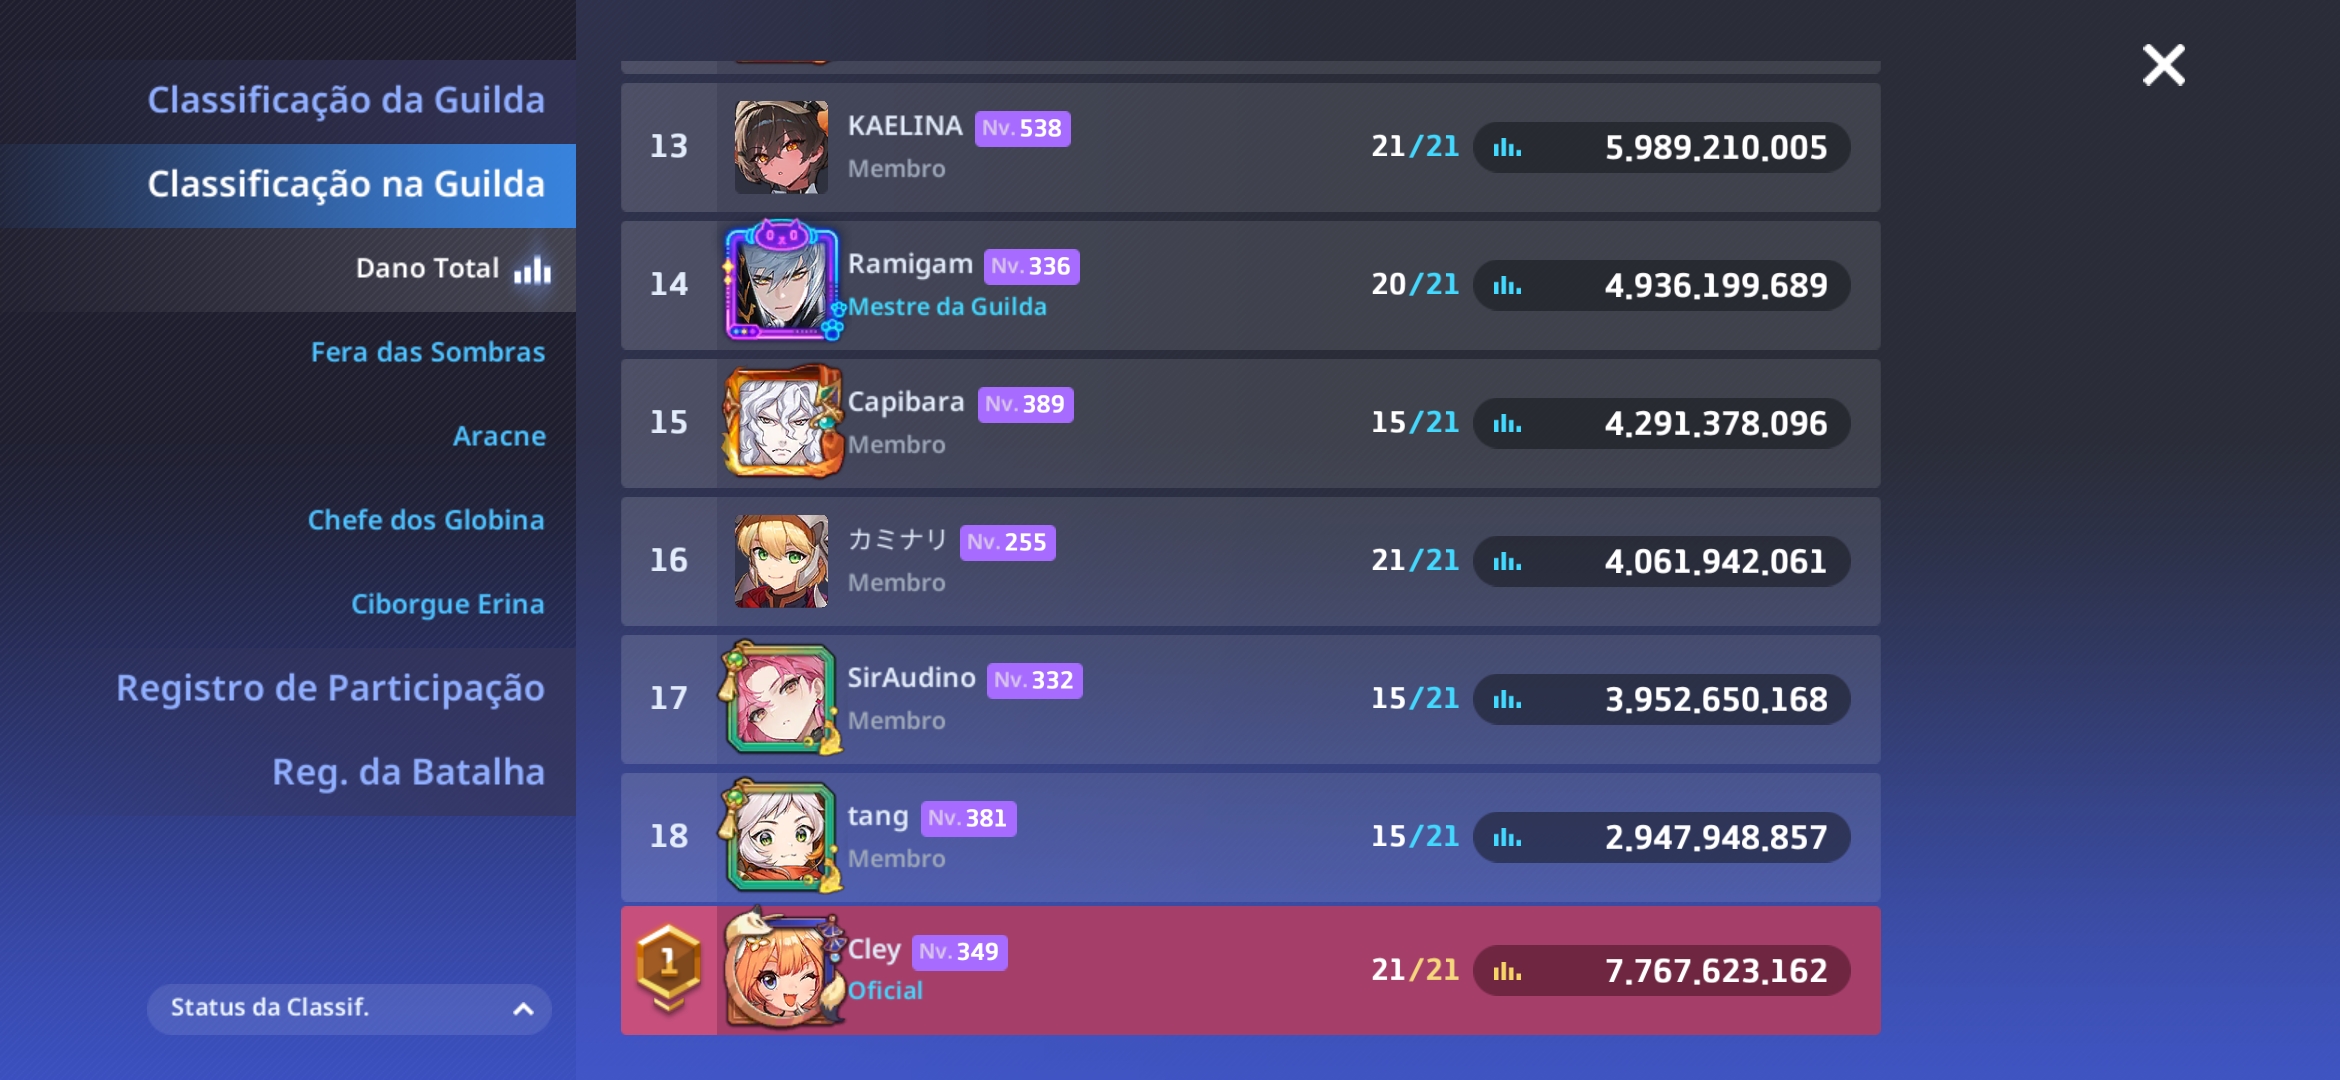 Classificação da Guilda
Classificação na Guilda
Dano Total
Fera das Sombras
Aracne
Chefe dos Globina
Ciborgue Erina
Registro de Participação
Reg. da Batalha
Status da Classif.
13 KAELINA Nv. 538 21/21 5.989.210.005
Membro
14 Ramigam Nv. 336 20/21 4.936.199.689
Mestre da Guilda
15 Capibara Nv. 389 15/21 4.291.378.096
Membro
16 カミナリ Nv. 255 21/21 4.061.942.061
Membro
17 SirAudino Nv. 332 15/21 3.952.650.168
Membro
18 tang Nv. 381 15/21 2.947.948.857
Membro
1 Cley Nv. 349 21/21 7.767.623.162
Oficial